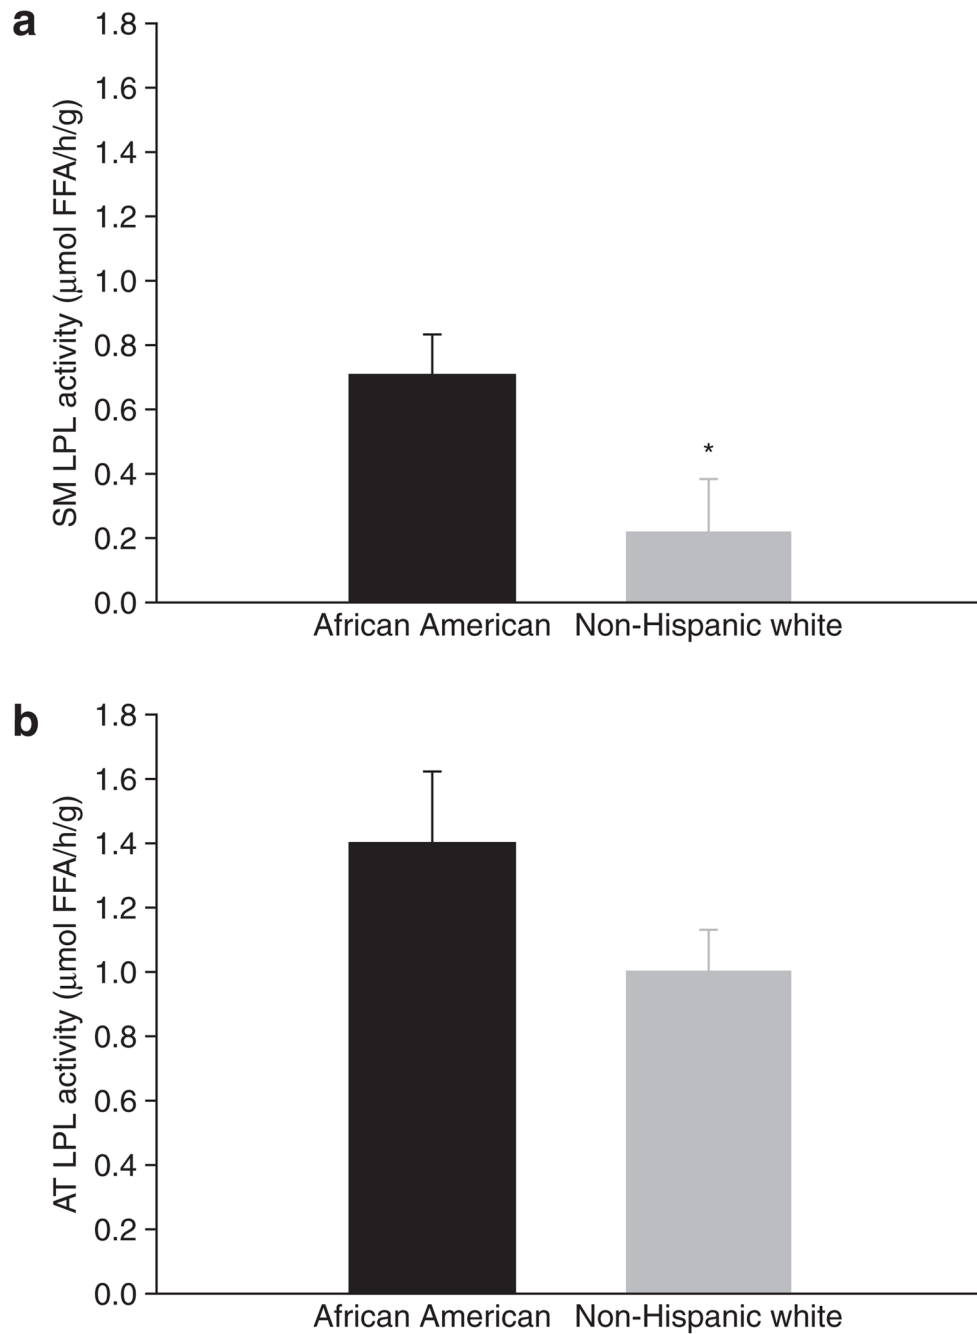 a
SM LPL activity (μmol FFA/h/g)
1.8
1.6
1.4
1.2
1.0
0.8
0.6
0.4
0.2
0.0
*
African American
Non-Hispanic white
b
AT LPL activity (μmol FFA/h/g)
1.8
1.6
1.4
1.2
1.0
0.8
0.6
0.4
0.2
0.0
African American
Non-Hispanic white